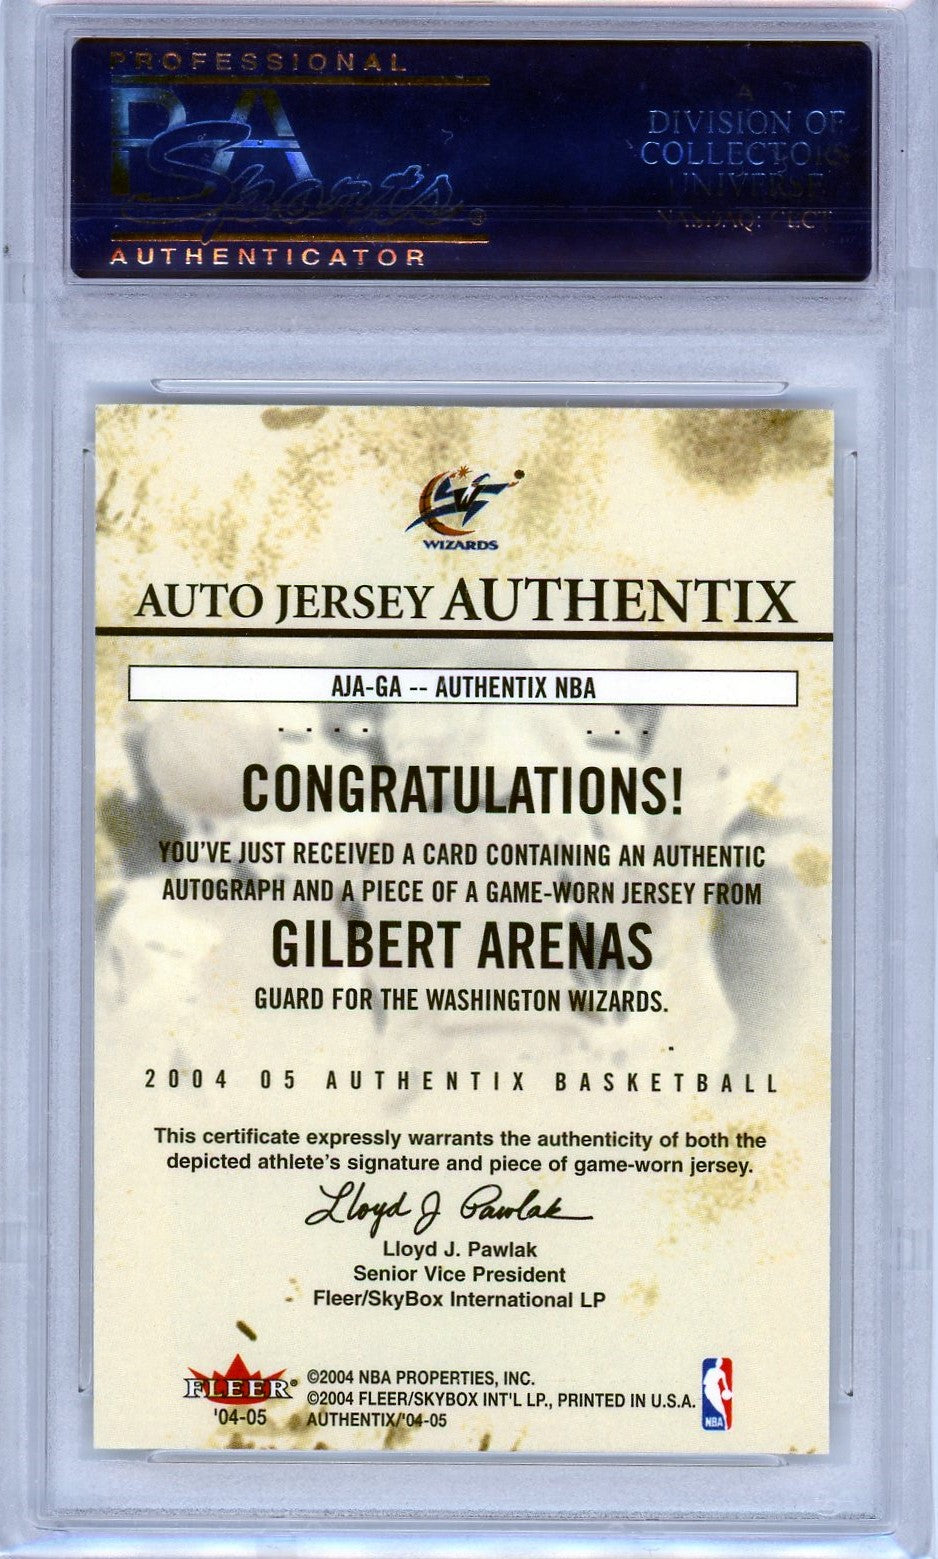 PROFESSIONAL
PSA
Sports®
AUTHENTICATOR
A
DIVISION OF
COLLECTORS
UNIVERSE
NASDAQ: CLCT
WIZARDS
AUTO JERSEY AUTHENTIX
AJA-GA -- AUTHENTIX NBA
CONGRATULATIONS!
YOU'VE JUST RECEIVED A CARD CONTAINING AN AUTHENTIC
AUTOGRAPH AND A PIECE OF A GAME-WORN JERSEY FROM
GILBERT ARENAS
GUARD FOR THE WASHINGTON WIZARDS.
2004 05 AUTHENTIX BASKETBALL
This certificate expressly warrants the authenticity of both the
depicted athlete's signature and piece of game-worn jersey.
Lloyd J Pawlak
Lloyd J. Pawlak
Senior Vice President
Fleer/SkyBox International LP
FLEER®
'04-05
©2004 NBA PROPERTIES, INC.
©2004 FLEER/SKYBOX INT'L LP., PRINTED IN U.S.A.
AUTHENTIX/'04-05
NBA